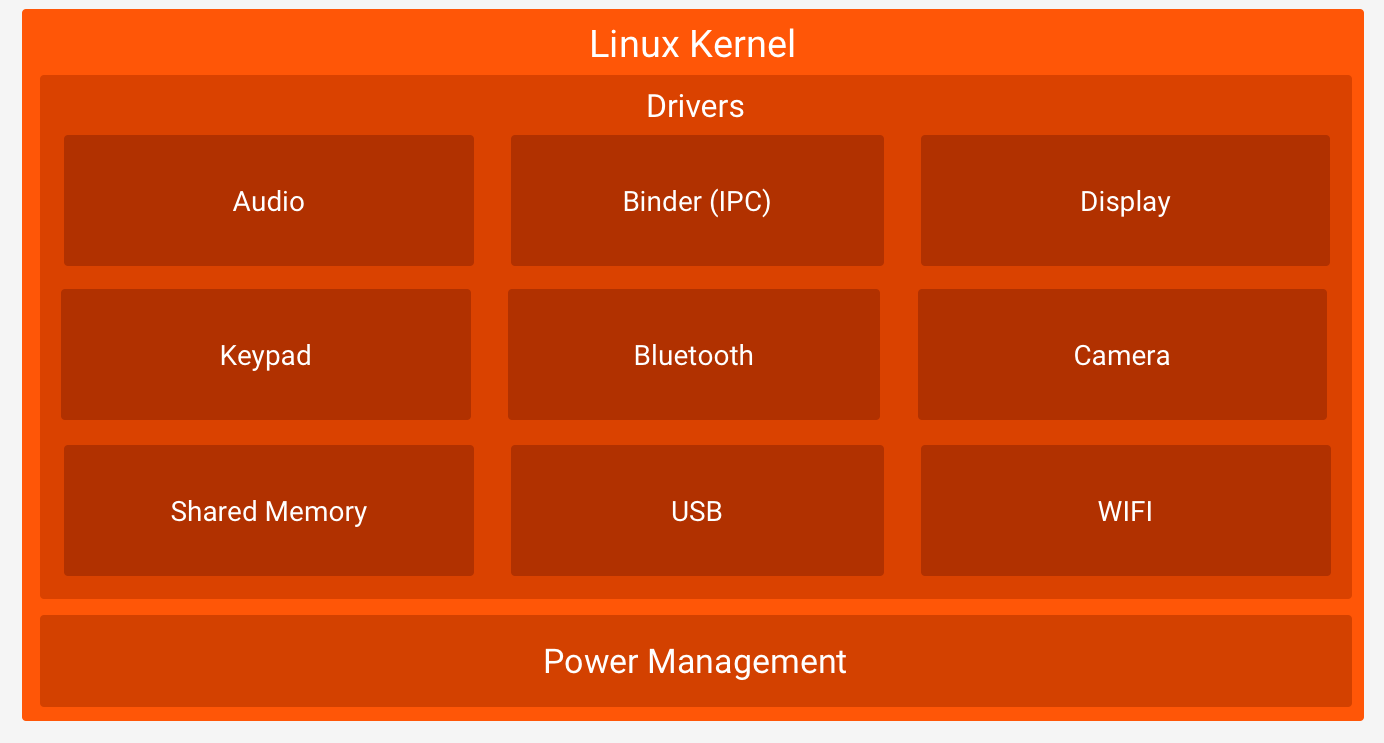 Linux Kernel
Drivers
Audio
Binder (IPC)
Display
Keypad
Bluetooth
Camera
Shared Memory
USB
WIFI
Power Management